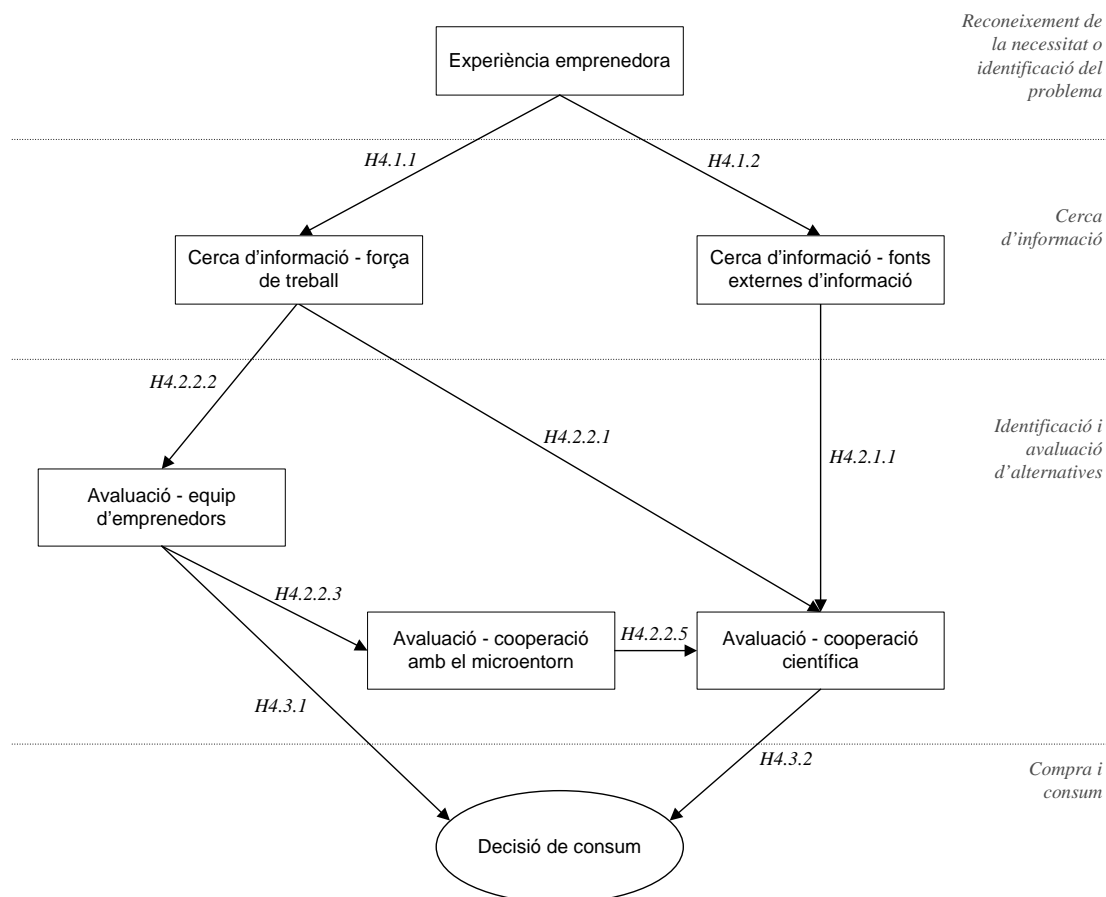 Reconeixement de
la necessitat o
identificació del
problema
Experiència emprenedora
H4.1.1
H4.1.2
Cerca
d’informació
Cerca d’informació - força
de treball
Cerca d’informació - fonts
externes d’informació
H4.2.2.2
H4.2.2.1
H4.2.1.1
Identificació i
avaluació
d’alternatives
Avaluació - equip
d’emprenedors
H4.2.2.3
Avaluació - cooperació
amb el microentorn
H4.2.2.5
Avaluació - cooperació
científica
H4.3.1
H4.3.2
Compra i
consum
Decisió de consum